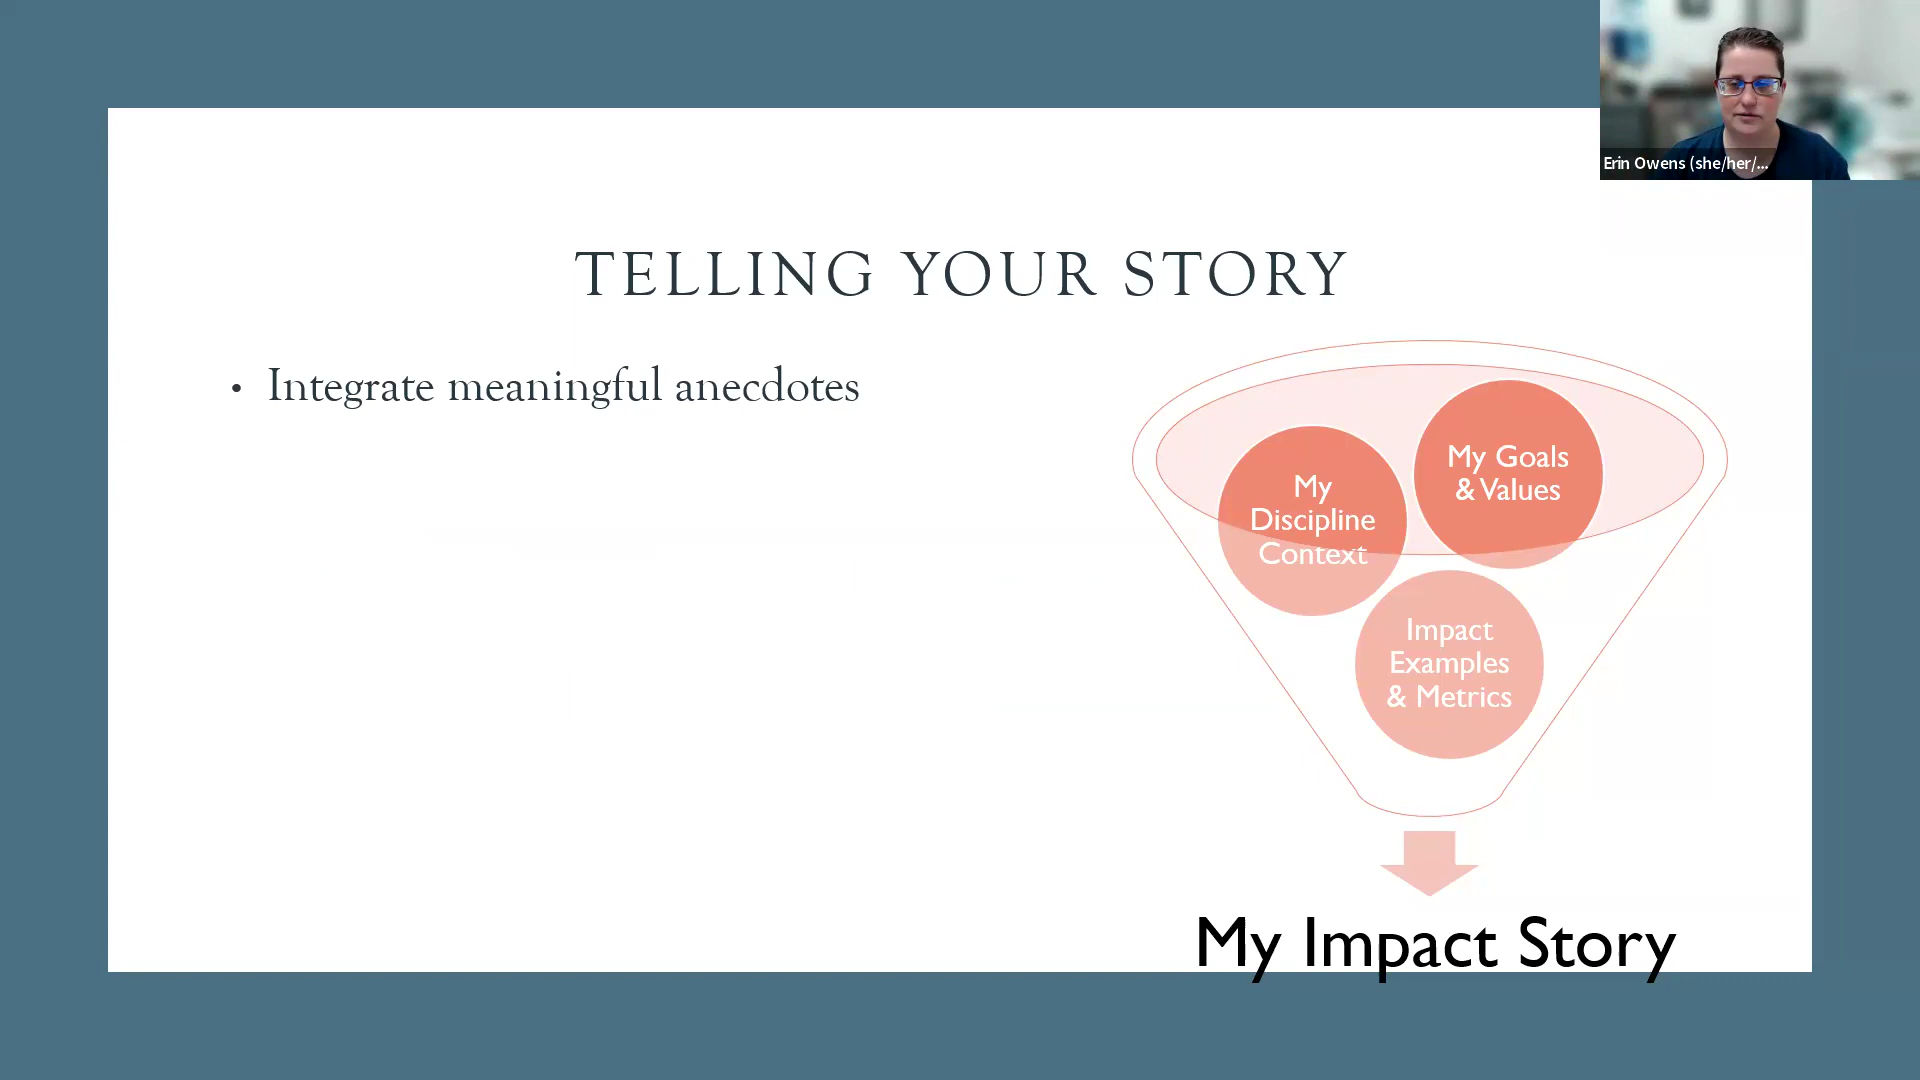 Erin Owens (she/her/...
TELLING YOUR STORY
• Integrate meaningful anecdotes
My Goals
& Values
My
Discipline
Context
Impact
Examples
& Metrics
My Impact Story